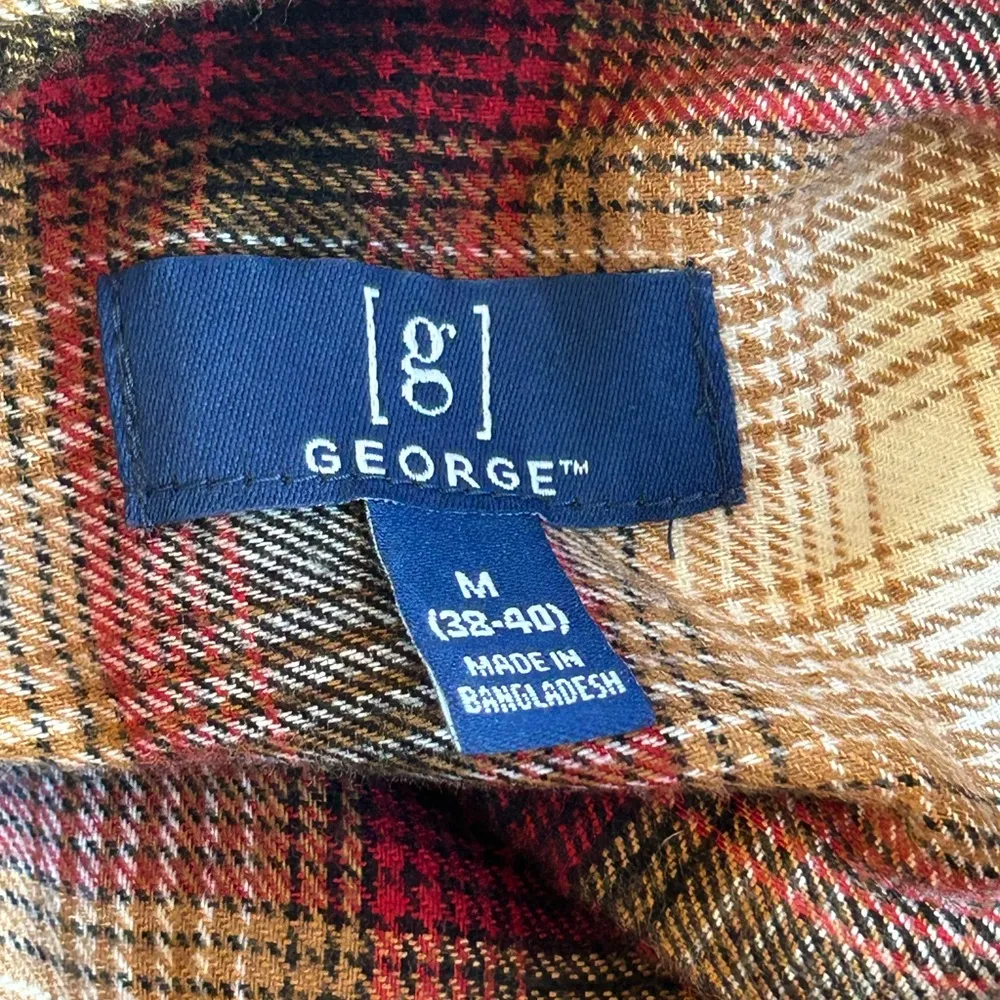 [g]
GEORGE™
M
(38-40)
MADE IN
BANGLADESH